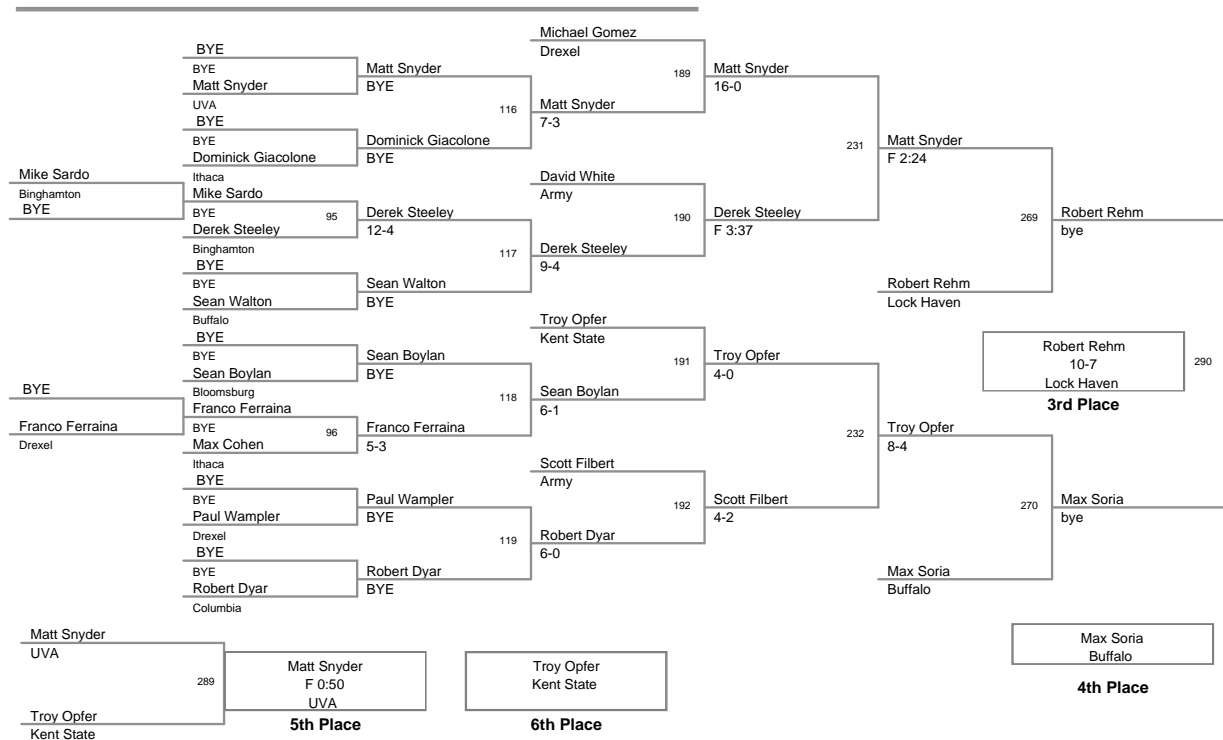 Michael Gomez
Drexel
BYE
BYE
Matt Snyder
UVA
Matt Snyder
BYE
189
Matt Snyder
16-0
116
Matt Snyder
7-3
BYE
BYE
Dominick Giacolone
Ithaca
Dominick Giacolone
BYE
231
Matt Snyder
F 2:24
Mike Sardo
Binghamton
BYE
Mike Sardo
BYE
Derek Steeley
Binghamton
95
Derek Steeley
12-4
David White
Army
190
Derek Steeley
F 3:37
269
Robert Rehm
bye
117
Derek Steeley
9-4
BYE
BYE
Sean Walton
Buffalo
Sean Walton
BYE
Robert Rehm
Lock Haven
Troy Opfer
Kent State
BYE
BYE
Sean Boylan
Bloomsburg
Sean Boylan
BYE
191
Troy Opfer
4-0
Robert Rehm
10-7
Lock Haven
290
3rd Place
118
Sean Boylan
6-1
BYE
Franco Ferraina
Drexel
Franco Ferraina
BYE
Max Cohen
Ithaca
96
Franco Ferraina
5-3
232
Troy Opfer
8-4
Scott Filbert
Army
BYE
BYE
Paul Wampler
Drexel
Paul Wampler
BYE
192
Scott Filbert
4-2
270
Max Soria
bye
119
Robert Dyar
6-0
BYE
BYE
Robert Dyar
Columbia
Robert Dyar
BYE
Max Soria
Buffalo
Matt Snyder
UVA
289
Troy Opfer
Kent State
Matt Snyder
F 0:50
UVA
5th Place
Troy Opfer
Kent State
6th Place
Max Soria
Buffalo
4th Place